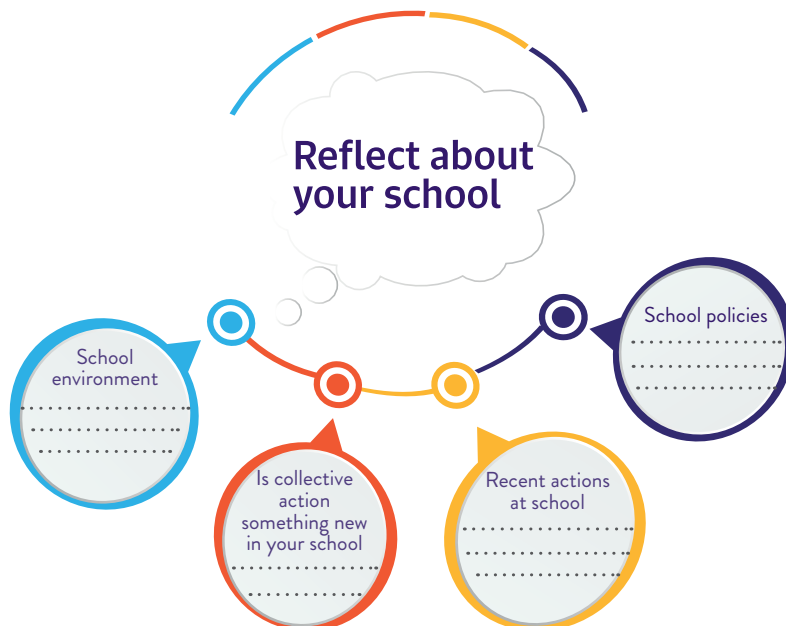 Reflect about
your school
School
environment
Is collective
action
something new
in your school
Recent actions
at school
School policies